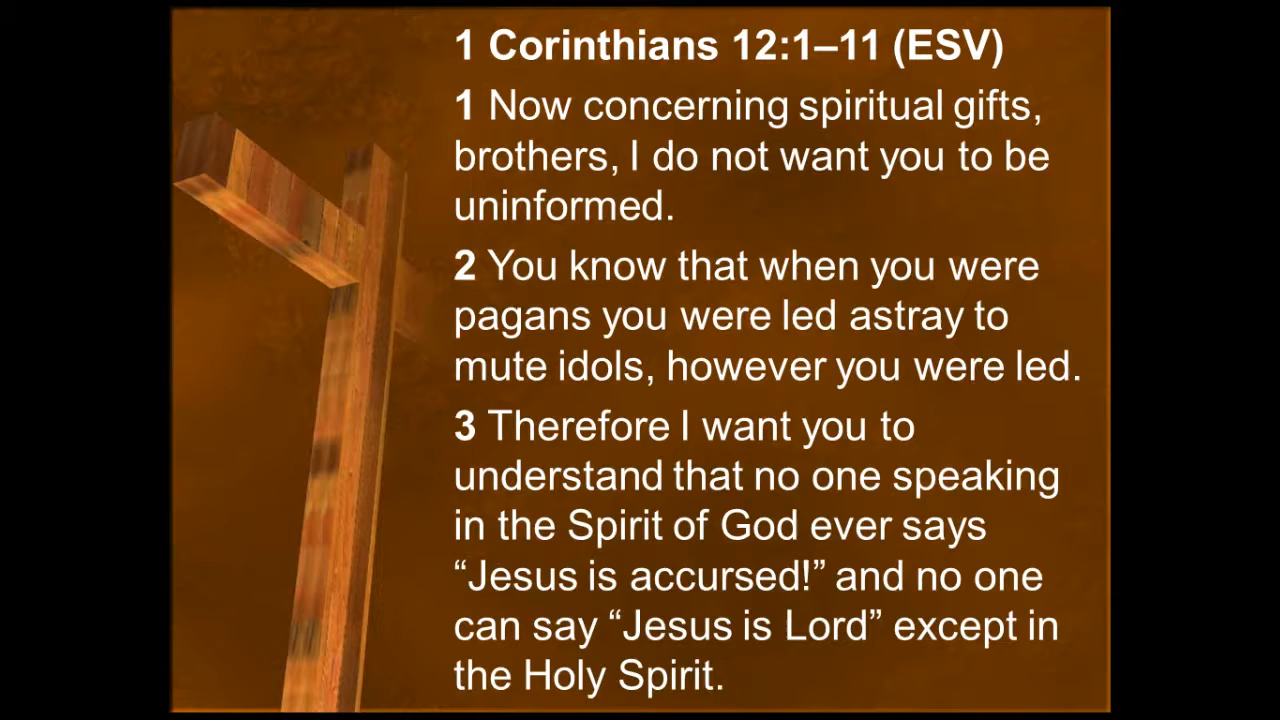 1 Corinthians 12:1–11 (ESV)
1 Now concerning spiritual gifts,
brothers, I do not want you to be
uninformed.
2 You know that when you were
pagans you were led astray to
mute idols, however you were led.
3 Therefore I want you to
understand that no one speaking
in the Spirit of God ever says
“Jesus is accursed!” and no one
can say “Jesus is Lord” except in
the Holy Spirit.